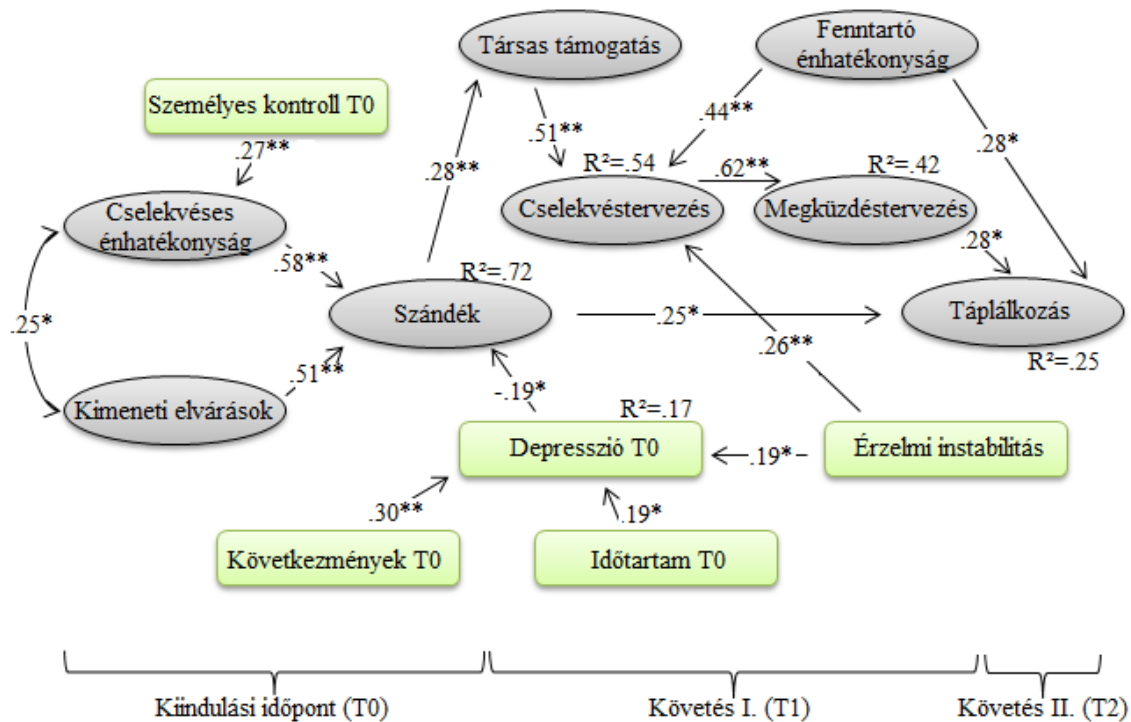 Társas támogatás
Fenntartó
énhatékonyság
Személyes kontroll T0
.27**
.28**
.51**
.44**
.28*
R²=.54
.62**
R²=.42
Cselekvéses
énhatékonyság
Cselekvéstervezés
Megküzdéstervezés
.58**
.28*
R²=.72
.25*
Szándék
.25*
.26**
Táplálkozás
R²=.25
.51**
Kimeneti elvárások
-.19*
R²=.17
Depresszió T0
.19*
Érzelmi instabilitás
.30**
.19*
Következmények T0
Időtartam T0
Kiindulási időpont (T0)
Követés I. (T1)
Követés II. (T2)